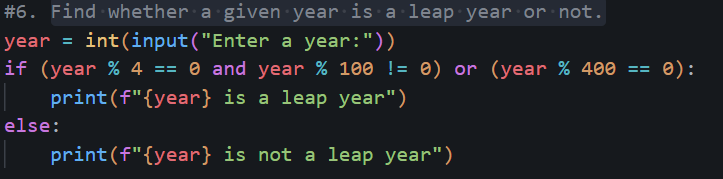 #6. Find whether a given year is a leap year or not.
year = int(input("Enter a year:"))
if (year % 4 == 0 and year % 100 != 0) or (year % 400 == 0):
    print(f"{year} is a leap year")
else:
    print(f"{year} is not a leap year")